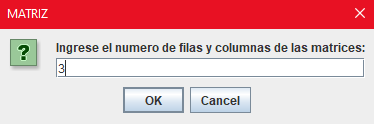 MATRIZ
Ingrese el numero de filas y columnas de las matrices:
3
OK Cancel